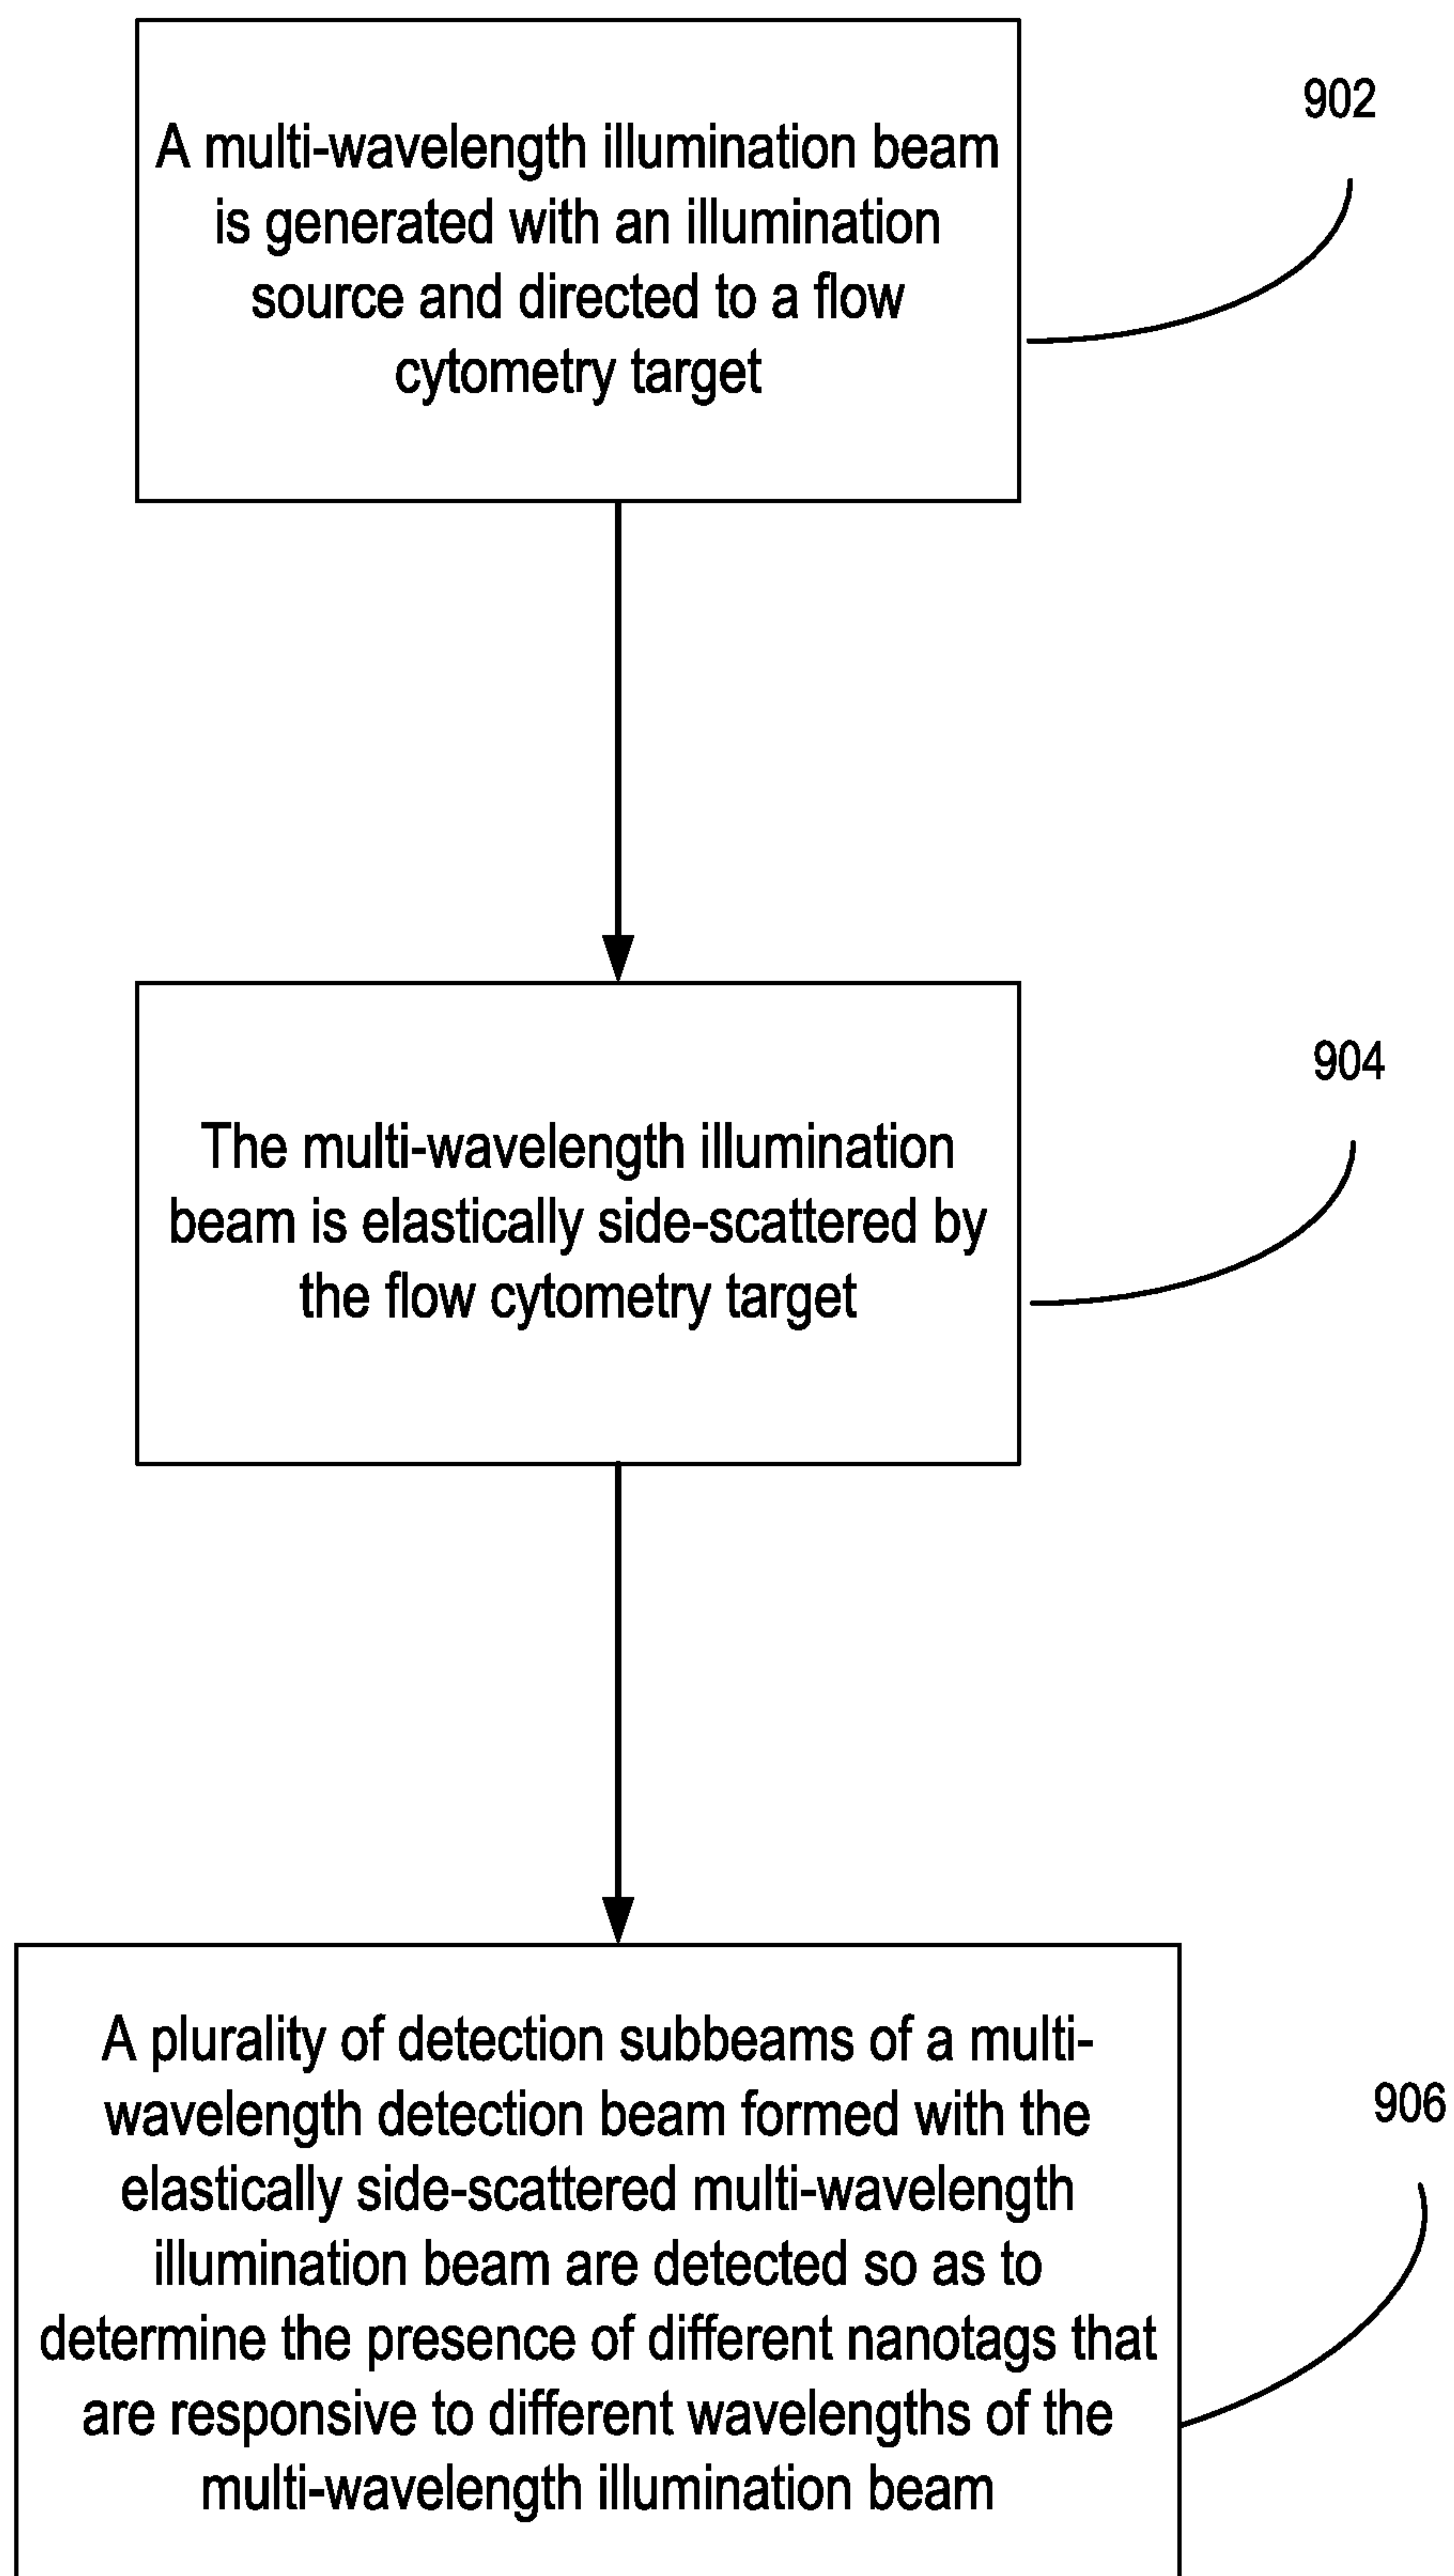 A multi-wavelength illumination beam
is generated with an illumination
source and directed to a flow
cytometry target
902
The multi-wavelength illumination
beam is elastically side-scattered by
the flow cytometry target
904
A plurality of detection subbeams of a multi-
wavelength detection beam formed with the
elastically side-scattered multi-wavelength
illumination beam are detected so as to
determine the presence of different nanotags that
are responsive to different wavelengths of the
multi-wavelength illumination beam
906